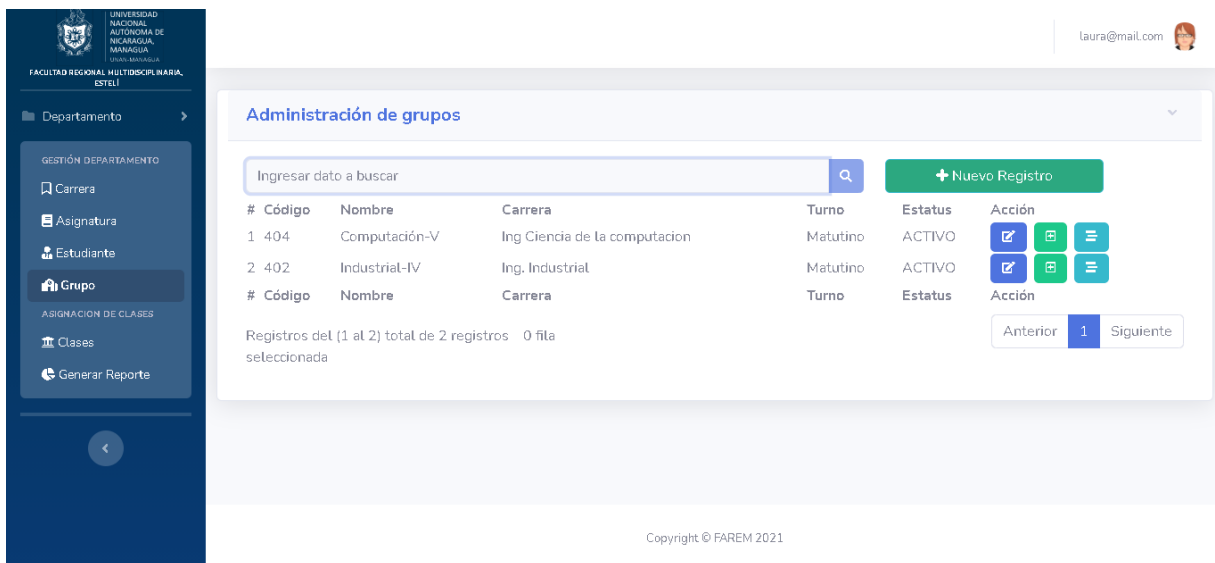 UNIVERSIDAD
NACIONAL
AUTÓNOMA DE
NICARAGUA,
MANAGUA
UNAN-MANAGUA
FACULTAD REGIONAL MULTIDISCIPLINARIA,
ESTELÍ
laura@mail.com
Departamento
GESTIÓN DEPARTAMENTO
Carrera
Asignatura
Estudiante
Grupo
ASIGNACION DE CLASES
Clases
Generar Reporte
Administración de grupos
Ingresar dato a buscar
Nuevo Registro
# Código Nombre Carrera Turno Estatus Acción
1 404 Computación-V Ing Ciencia de la computacion Matutino ACTIVO
2 402 Industrial-IV Ing. Industrial Matutino ACTIVO
# Código Nombre Carrera Turno Estatus Acción
Registros del (1 al 2) total de 2 registros 0 fila
seleccionada
Anterior 1 Siguiente
Copyright © FAREM 2021